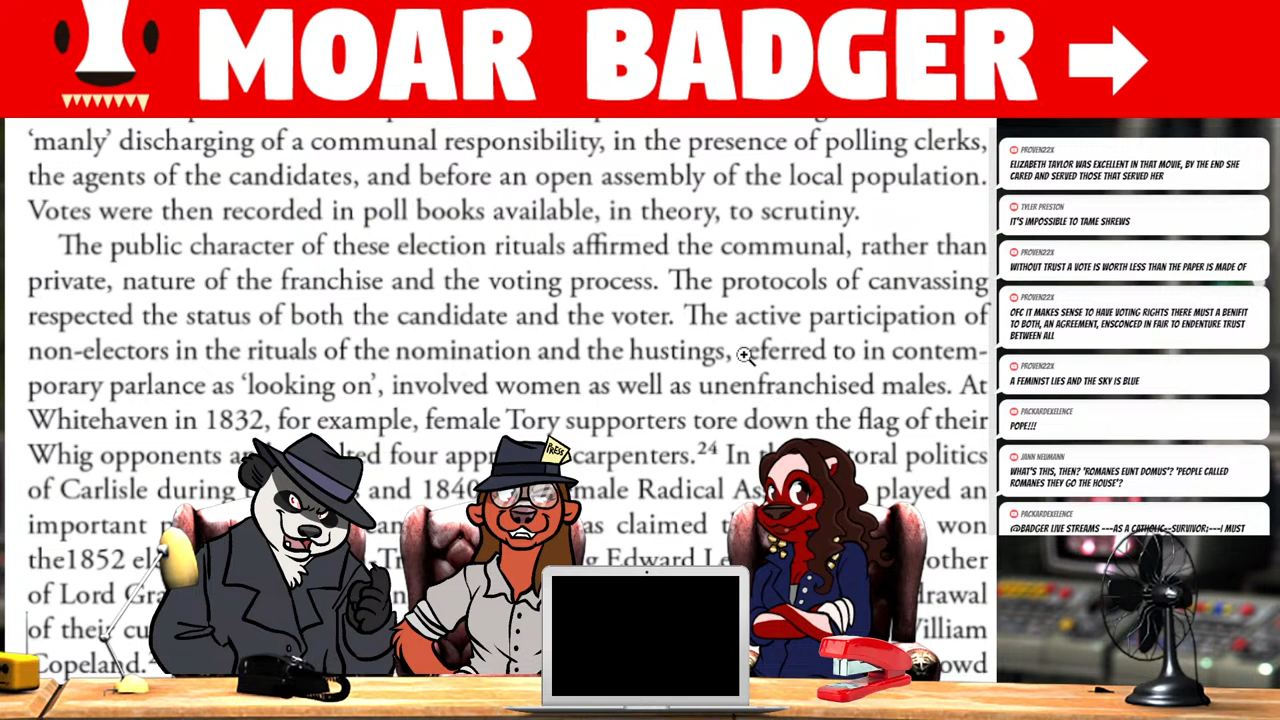 MOAR BADGER
'manly' discharging of a communal responsibility, in the presence of polling clerks,
the agents of the candidates, and before an open assembly of the local population.
Votes were then recorded in poll books available, in theory, to scrutiny.
The public character of these election rituals affirmed the communal, rather than
private, nature of the franchise and the voting process. The protocols of canvassing
respected the status of both the candidate and the voter. The active participation of
non-electors in the rituals of the nomination and the hustings, referred to in contem-
porary parlance as 'looking on', involved women as well as unenfranchised males. At
Whitehaven in 1832, for example, female Tory supporters tore down the flag of their
Whig opponents four carpenters.24 In politics
of Carlisle during and Radical played an
important claimed won
the1852 Edward
of Lord
of their
Copeland.
PRESS
PROVEN22X
ELIZABETH TAYLOR WAS EXCELLENT IN THAT MOVIE, BY THE END SHE
CARED AND SERVED THOSE THAT SERVED HER
TYLER PRESTON
IT'S IMPOSSIBLE TO TAME SHREWS
PROVEN22X
WITHOUT TRUST A VOTE IS WORTH LESS THAN THE PAPER IS MADE OF
PROVEN22X
OFC IT MAKES SENSE TO HAVE VOTING RIGHTS THERE MUST A BENIFIT
TO BOTH, AN AGREEMENT, ENSCONCED IN FAIR TO ENDENTURE TRUST
BETWEEN ALL
PROVEN22X
A FEMINIST LIES AND THE SKY IS BLUE
PACKARDEXELENCE
POPE!!!
JANN NEUMANN
WHAT'S THIS, THEN? 'ROMANES EUNT DOMUS'? 'PEOPLE CALLED
ROMANES THEY GO THE HOUSE'?
PACKARDEXELENCE
@BADGER LIVE STREAMS ---AS A CATHOLIC--SURVIVOR;---I MUST